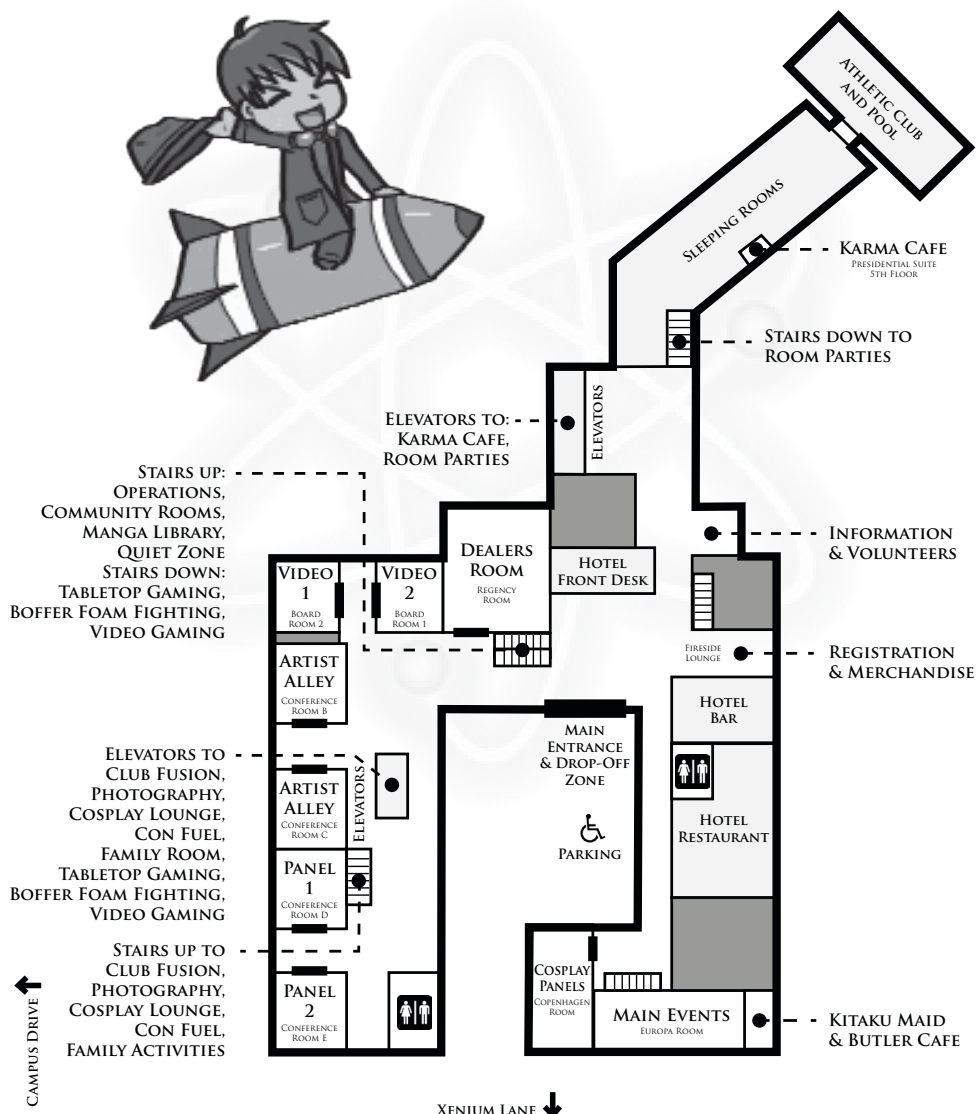 Athletic Club
and Pool
Sleeping Rooms
Karma Cafe
Presidential Suite
5th Floor
Stairs down to
Room Parties
Elevators to:
Karma Cafe,
Room Parties
Elevators
Stairs up:
Operations,
Community Rooms,
Manga Library,
Quiet Zone
Stairs down:
Tabletop Gaming,
Boffer Foam Fighting,
Video Gaming
Information
& Volunteers
Dealers
Room
Regency
Room
Hotel
Front Desk
Video
1
Board
Room 2
Video
2
Board
Room 1
Fireside
Lounge
Registration
& Merchandise
Artist
Alley
Conference
Room B
Hotel
Bar
Main
Entrance
& Drop-Off
Zone
Elevators to
Club Fusion,
Photography,
Cosplay Lounge,
Con Fuel,
Family Room,
Tabletop Gaming,
Boffer Foam Fighting,
Video Gaming
Artist
Alley
Conference
Room C
Elevators
Hotel
Restaurant
Parking
Panel
1
Conference
Room D
Stairs up to
Club Fusion,
Photography,
Cosplay Lounge,
Con Fuel,
Family Activities
Panel
2
Conference
Room E
Cosplay
Panels
Copenhagen
Room
Main Events
Europa Room
Kitaku Maid
& Butler Cafe
Campus Drive
Xenium Lane